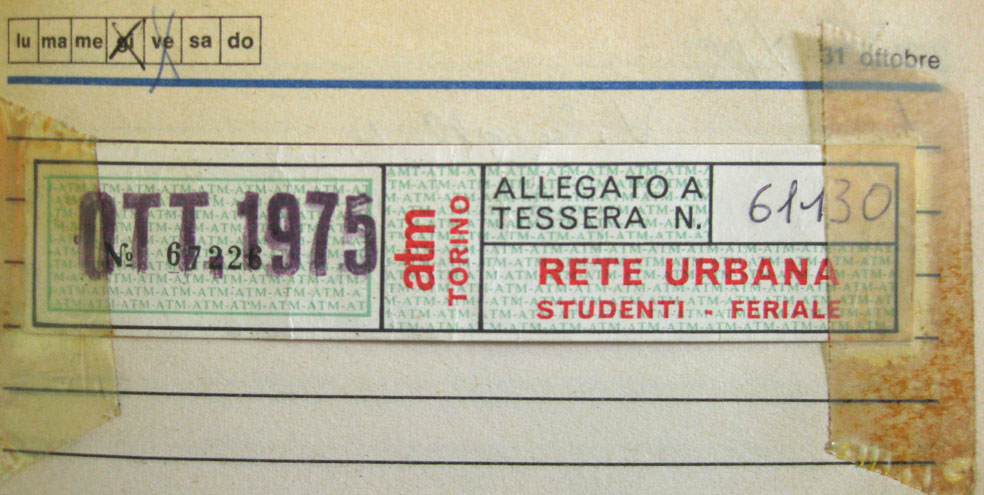 lu ma me gi ve sa do
31 ottobre
OTT. 1975
No 67226
atm
TORINO
ALLEGATO A
TESSERA N.
61130
RETE URBANA
STUDENTI - FERIALE